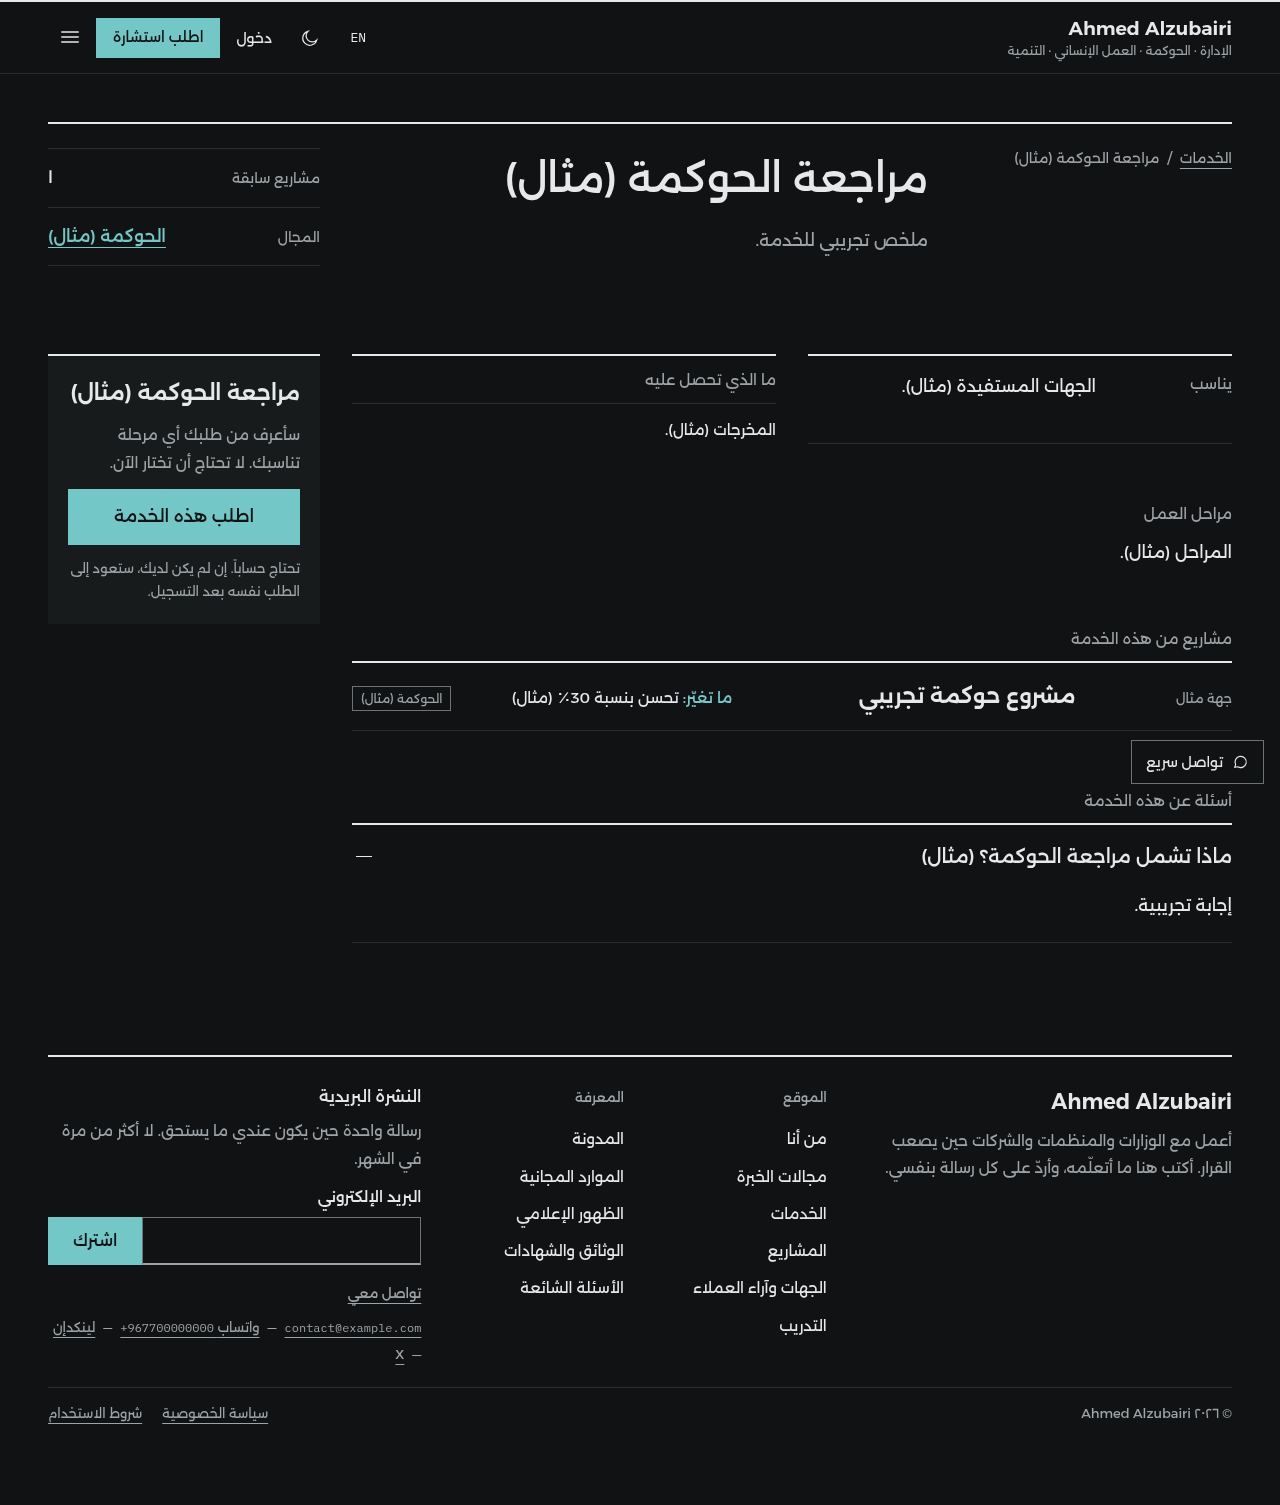 Ahmed Alzubairi
الإدارة · الحوكمة · العمل الإنساني · التنمية
EN
دخول
اطلب استشارة
الخدمات / مراجعة الحوكمة (مثال)
مراجعة الحوكمة (مثال)
ملخص تجريبي للخدمة.
مشاريع سابقة
١
المجال
الحوكمة (مثال)
يناسب
الجهات المستفيدة (مثال).
ما الذي تحصل عليه
المخرجات (مثال).
مراحل العمل
المراحل (مثال).
مراجعة الحوكمة (مثال)
سأعرف من طلبك أي مرحلة
تناسبك. لا تحتاج أن تختار الآن.
اطلب هذه الخدمة
تحتاج حساباً. إن لم يكن لديك، ستعود إلى
الطلب نفسه بعد التسجيل.
مشاريع من هذه الخدمة
جهة مثال
مشروع حوكمة تجريبي
ما تغيّر: تحسن بنسبة 30٪ (مثال)
الحوكمة (مثال)
تواصل سريع
أسئلة عن هذه الخدمة
ماذا تشمل مراجعة الحوكمة؟ (مثال)
إجابة تجريبية.
Ahmed Alzubairi
أعمل مع الوزارات والمنظمات والشركات حين يصعب
القرار. أكتب هنا ما أتعلّمه، وأردّ على كل رسالة بنفسي.
الموقع
من أنا
مجالات الخبرة
الخدمات
المشاريع
الجهات وآراء العملاء
التدريب
المعرفة
المدونة
الموارد المجانية
الظهور الإعلامي
الوثائق والشهادات
الأسئلة الشائعة
النشرة البريدية
رسالة واحدة حين يكون عندي ما يستحق. لا أكثر من مرة
في الشهر.
البريد الإلكتروني
اشترك
تواصل معي
contact@example.com — واتساب +967700000000 — لينكدإن
— X
© ٢٠٢٦ Ahmed Alzubairi
سياسة الخصوصية
شروط الاستخدام